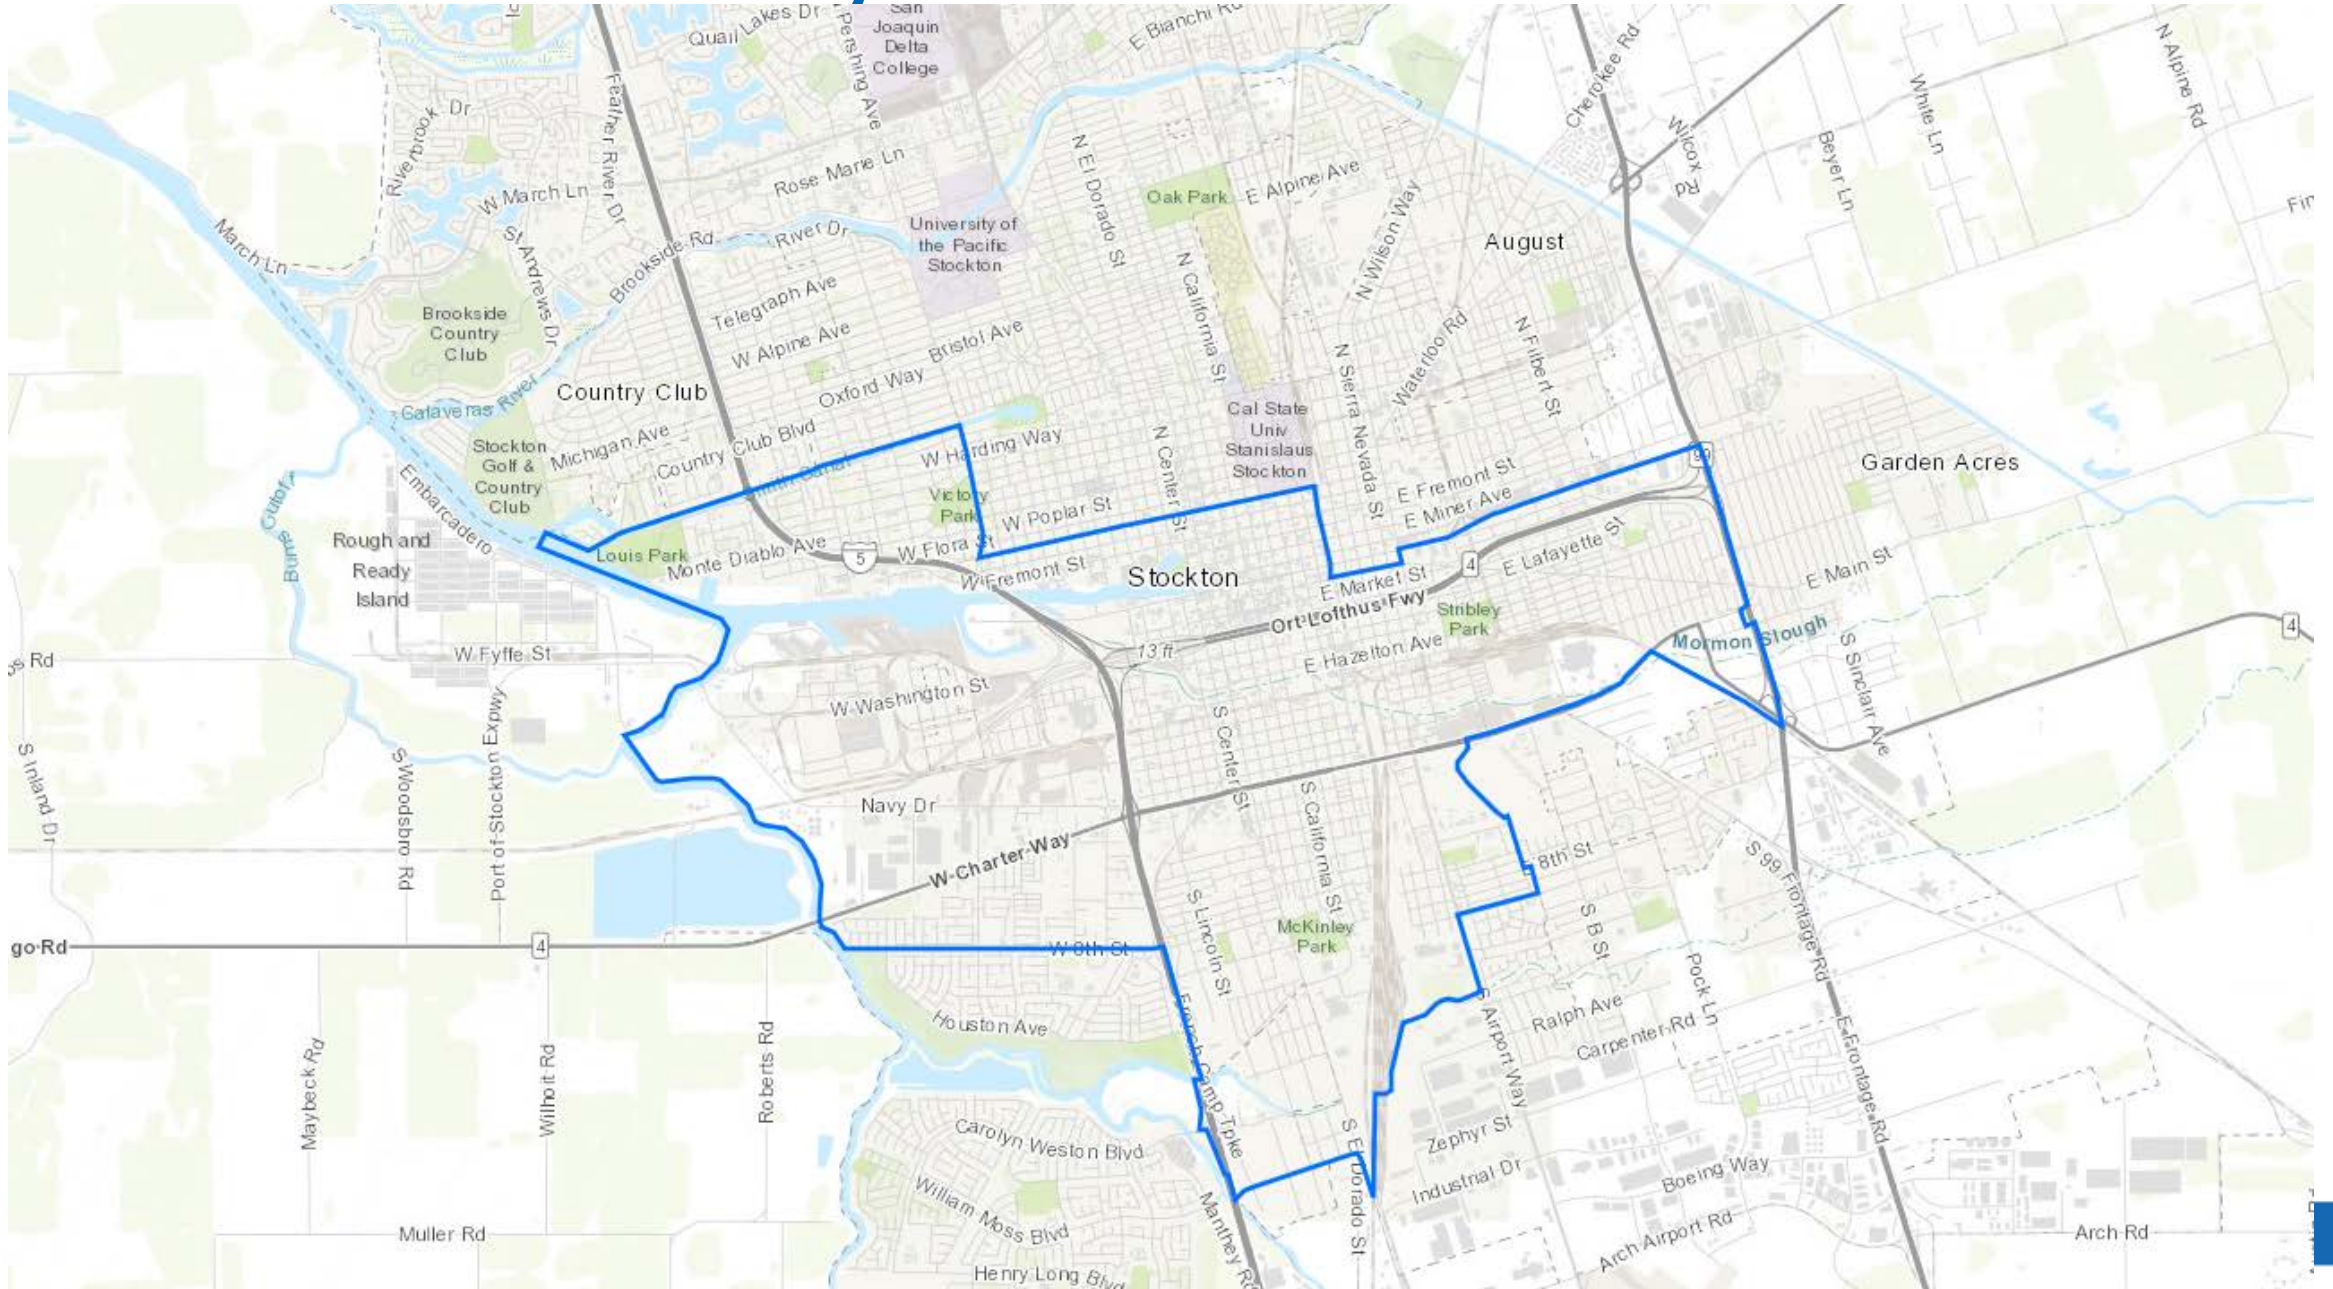 Quail Lakes Dr
Pershing Ave
San
Joaquin
Delta
College
E Bianchi Rd
Cherokee Rd
N Alpine Rd
White Ln
Wilcox
Rd
Beyer Ln
Riverbrook Dr
Feather River Dr
W March Ln
Rose Marie Ln
N El Dorado St
Oak Park
E Alpine Ave
N Wilson Way
August
March Ln
St Andrews Dr
Brookside Rd
River Dr
University of
the Pacific
Stockton
Telegraph Ave
W Alpine Ave
Bristol Ave
Oxford Way
N California St
Brookside
Country
Club
Waterloo Rd
N Filbert St
N Sierra Nevada St
Country Club
Calaveras River
Michigan Ave
Country Club Blvd
Smith Canal
W Harding Way
N Center St
Cal State
Univ
Stanislaus
Stockton
Stockton
Golf &
Country
Club
Embarcadero
Victory
Park
W Poplar St
E Fremont St
E Miner Ave
99
Garden Acres
Burns Cutoff
Rough and
Ready
Island
Louis Park
Monte Diablo Ave
5
W Flora St
W Fremont St
Stockton
E Market St
4
E Lafayette St
E Main St
Ort Lofthus Fwy
Stribley
Park
Mormon Slough
4
s Rd
W Fyffe St
13 ft
E Hazelton Ave
W Washington St
S Sinclair Ave
S Inland Dr
S Woodsbro Rd
Port of Stockton Expwy
S Center St
S California St
Navy Dr
W Charter Way
8th St
S 99 Frontage Rd
S Lincoln St
McKinley
Park
S B St
Pock Ln
go Rd
4
W 8th St
Houston Ave
French Camp Tpke
S Airport Way
Ralph Ave
Carpenter Rd
E Frontage Rd
Maybeck Rd
Wilhoit Rd
Roberts Rd
Carolyn Weston Blvd
William Moss Blvd
Henry Long Blvd
Manthey Rd
S El Dorado St
Zephyr St
Industrial Dr
Boeing Way
Arch Airport Rd
Arch Rd
Muller Rd